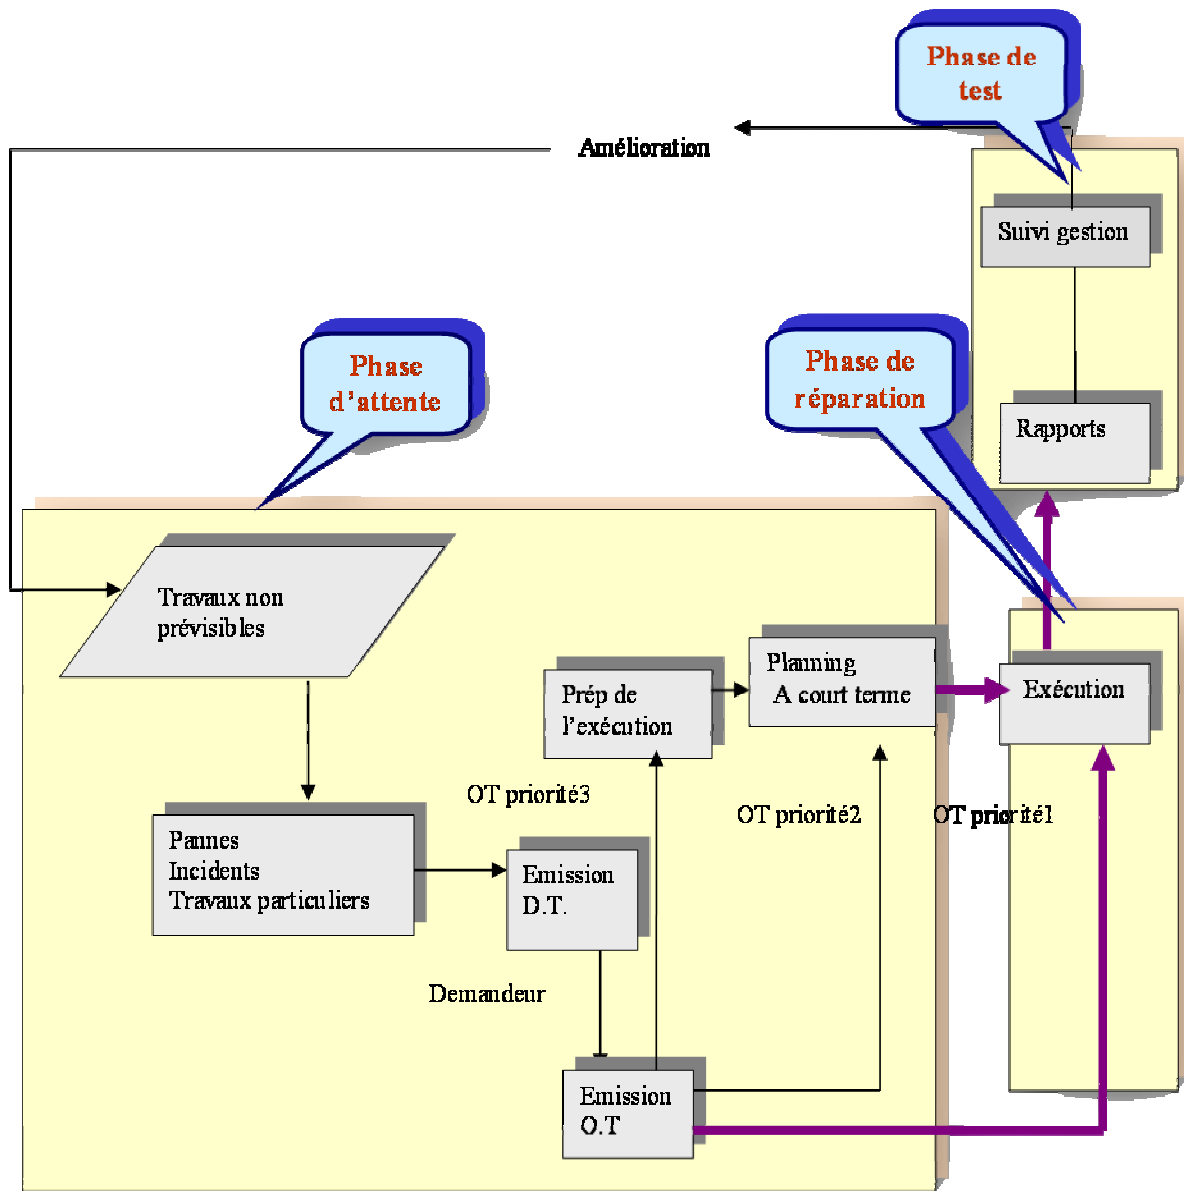 Phase de
test
Amélioration
Suivi gestion
Phase
d’attente
Phase de
réparation
Rapports
Travaux non
prévisibles
Planning
A court terme
Prép de
l’exécution
Exécution
OT priorité3
OT priorité2
OT priorité1
Pannes
Incidents
Travaux particuliers
Emission
D.T.
Demandeur
Emission
O.T